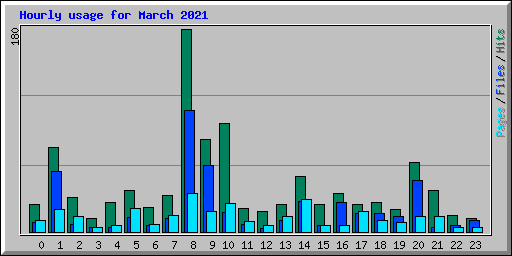 Hourly usage for March 2021
180
Pages/Files/Hits
0 1 2 3 4 5 6 7 8 9 10 11 12 13 14 15 16 17 18 19 20 21 22 23